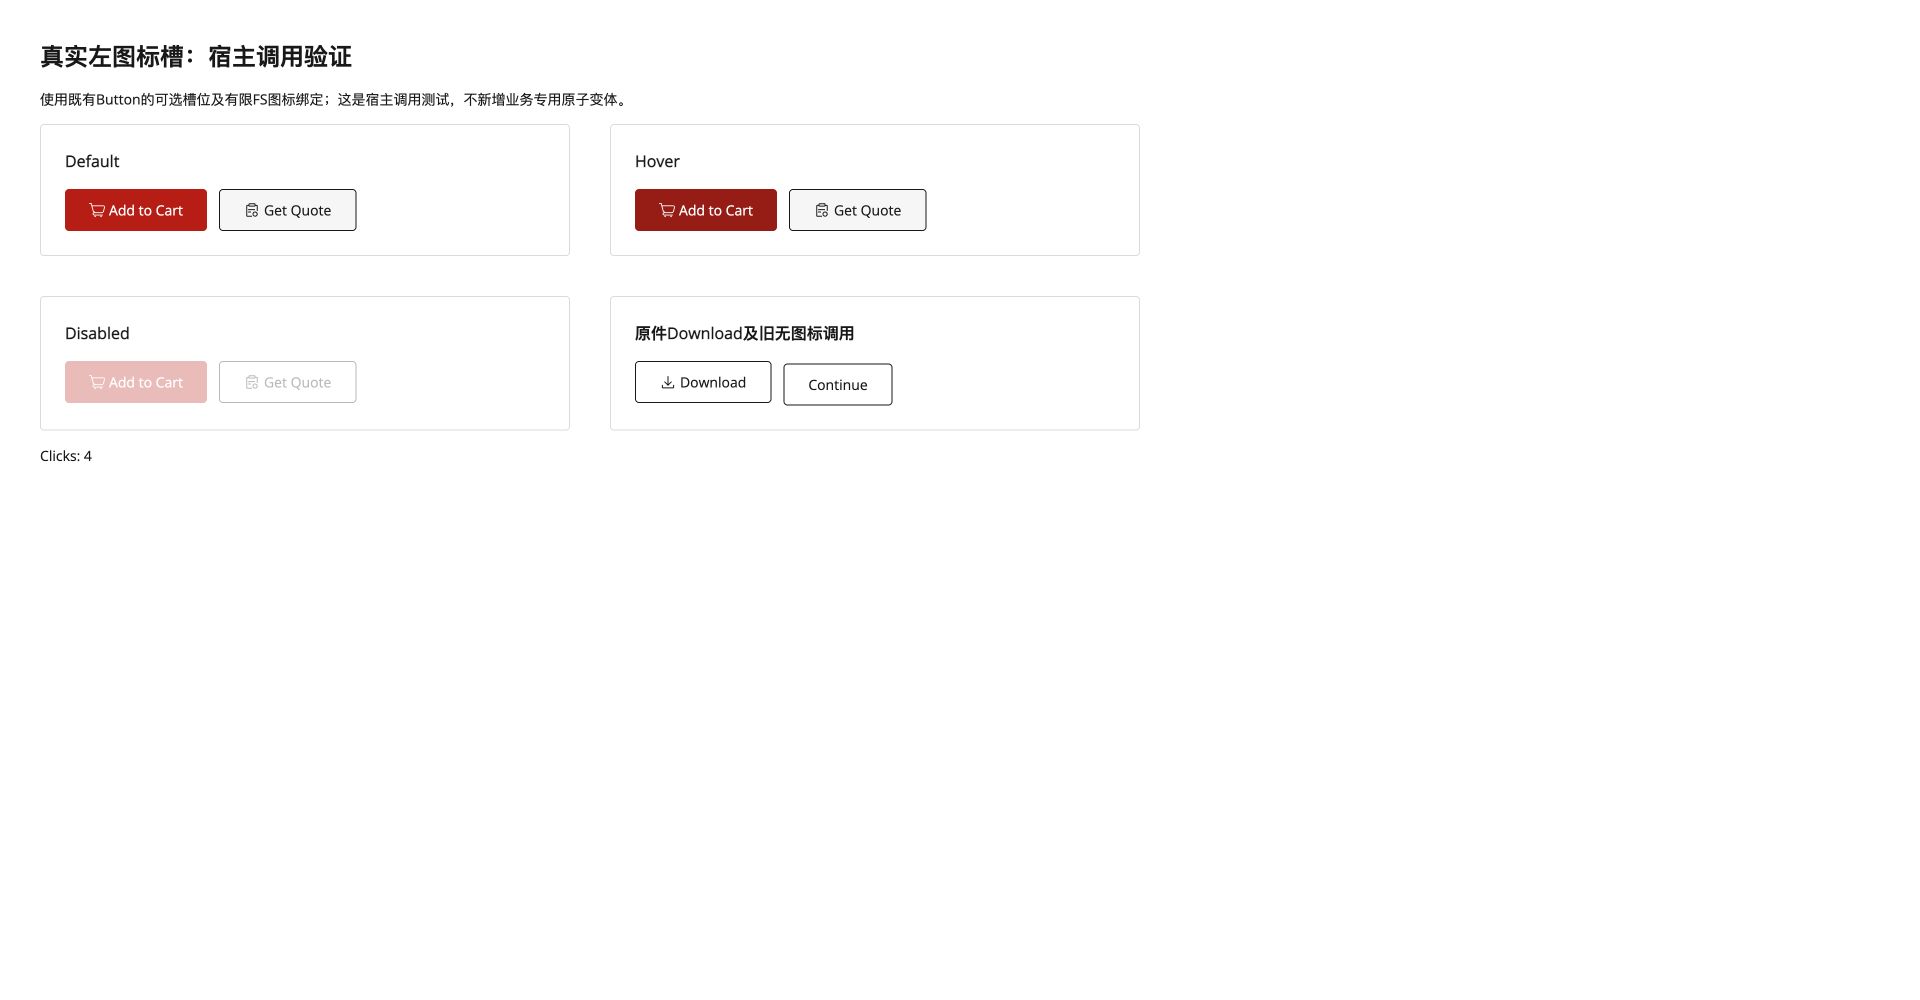 真实左图标槽：宿主调用验证
使用既有Button的可选槽位及有限FS图标绑定；这是宿主调用测试，不新增业务专用原子变体。
Default
Add to Cart
Get Quote
Hover
Add to Cart
Get Quote
Disabled
Add to Cart
Get Quote
原件Download及旧无图标调用
Download
Continue
Clicks: 4